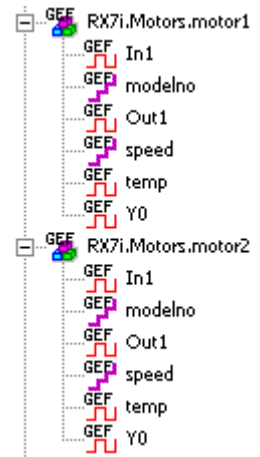 GEF RX7i.Motors.motor1
GEF In1
GEF modelno
GEF Out1
GEF speed
GEF temp
GEF Y0
GEF RX7i.Motors.motor2
GEF In1
GEF modelno
GEF Out1
GEF speed
GEF temp
GEF Y0